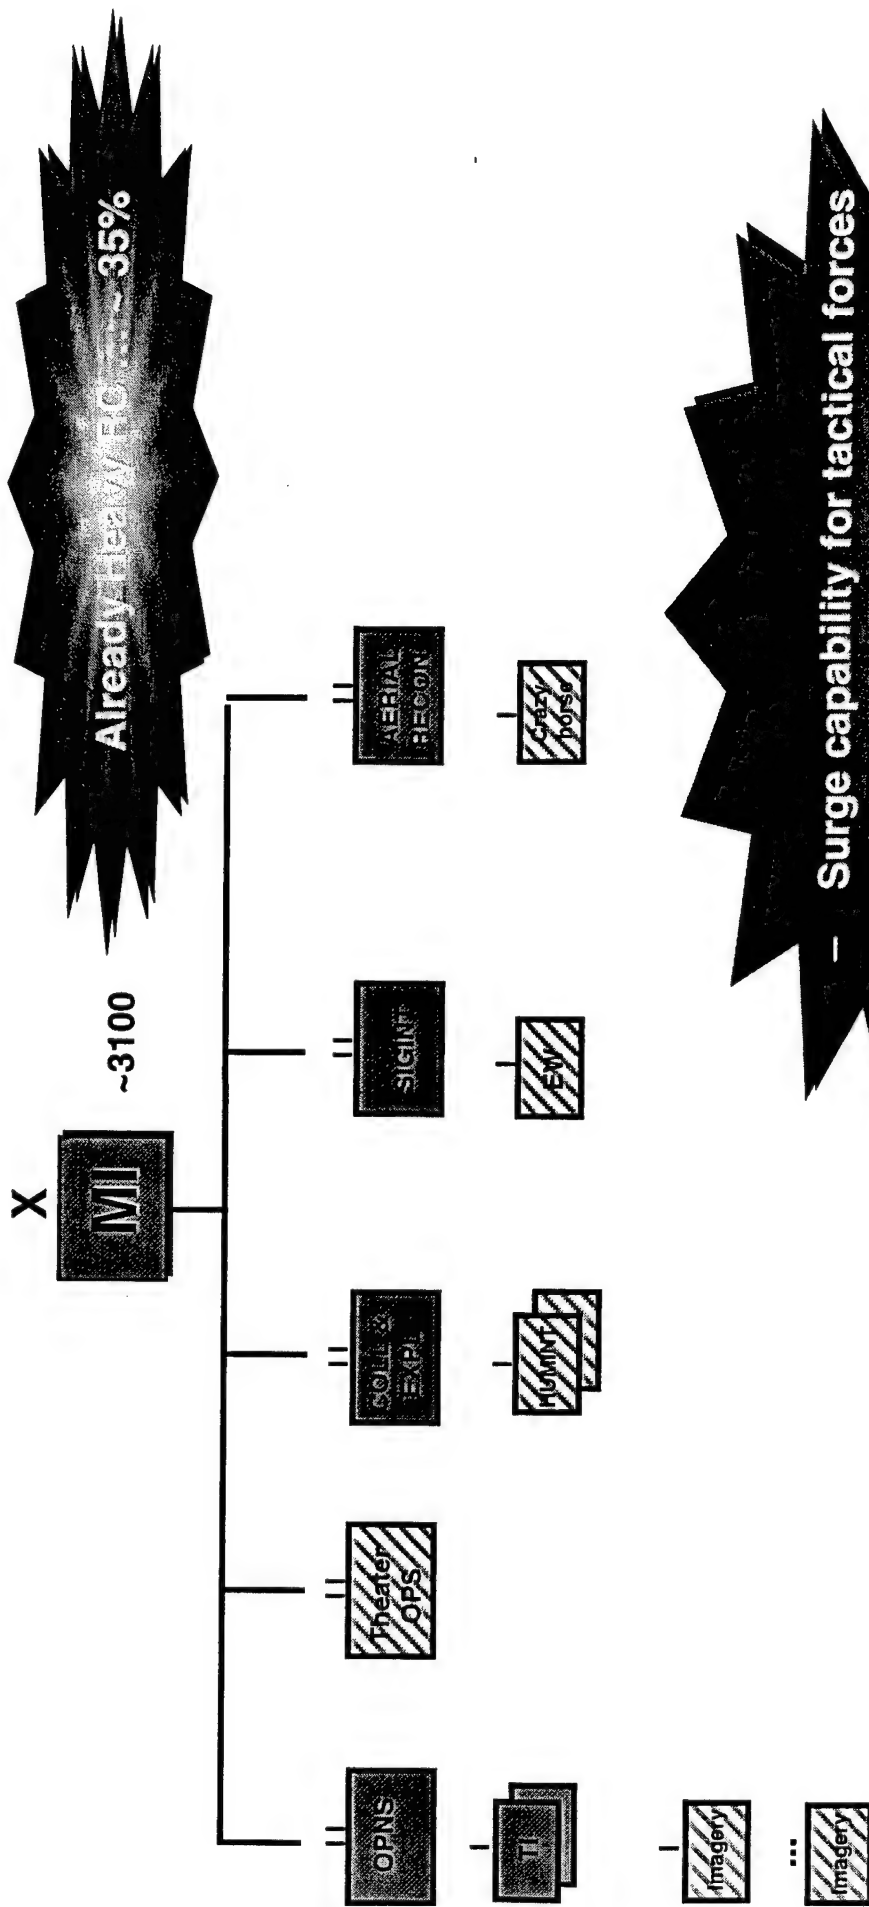 Already Heavy RC .... ~ 35%
X
MI
~3100
OPNS
Theater
OPS
COLL &
EXPL
SIGINT
AERIAL
RECON
TI
HUMINT
EW
Crazy
horse
Imagery
...
Imagery
– Surge capability for tactical forces